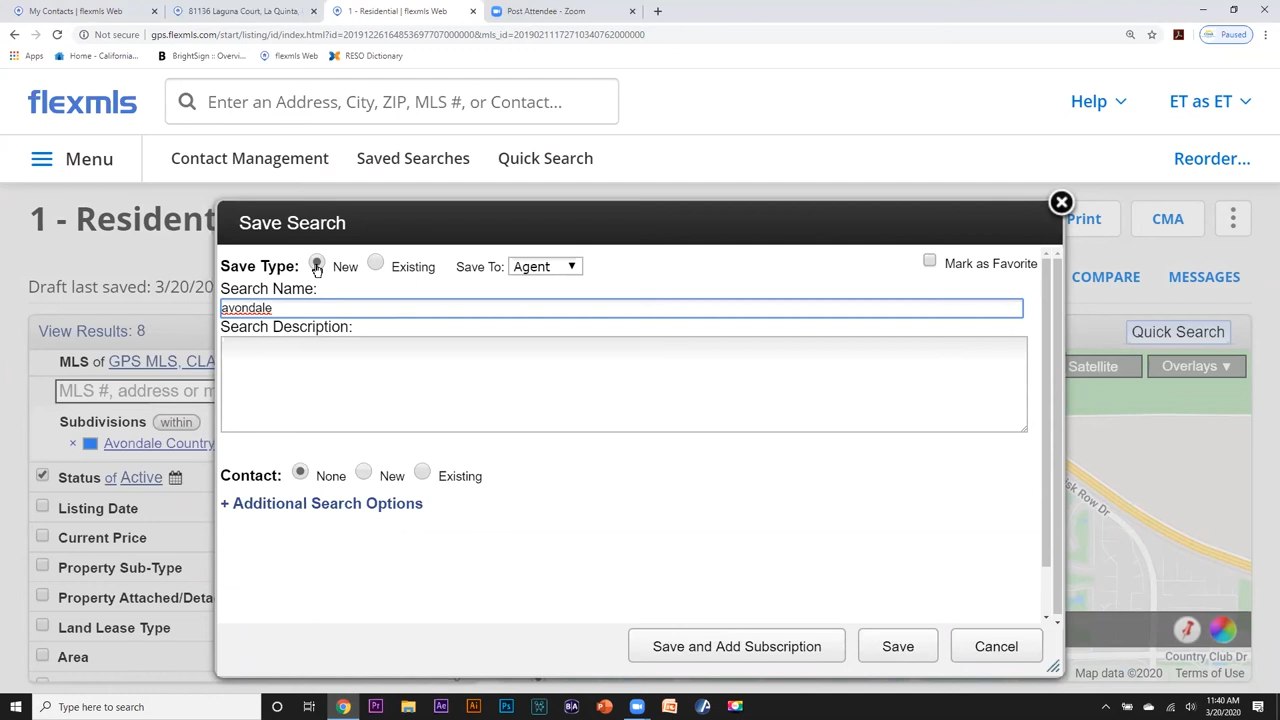 My Contacts | flexmls Web
81136 Laguna Court, La Quinta,
1 - Residential | flexmls Web
Post Attendee - Zoom
Not secure | gps.flexmls.com/start/listing/id/index.html?id=20191226164853697707000000&mls_id=20190211172710340762000000
Paused
Apps
Home - California...
BrightSign :: Overvi...
flexmls Web
RESO Dictionary
flexmls
Enter an Address, City, ZIP, MLS #, or Contact...
Help
ET as ET
Menu
Contact Management
Saved Searches
Quick Search
Reorder...
1 - Resident
Print
CMA
Save Search
Save Type: New Existing Save To: Agent ▼
Mark as Favorite
Search Name:
avondale
Search Description:
Contact: None New Existing
+ Additional Search Options
Save and Add Subscription
Save
Cancel
Draft last saved: 3/20/20
COMPARE
MESSAGES
View Results: 8
Quick Search
MLS of GPS MLS, CLA
MLS #, address or m
Subdivisions within
× Avondale Country
Status of Active
Listing Date
Current Price
Property Sub-Type
Property Attached/Deta
Land Lease Type
Area
Satellite
Overlays ▼
sk Row Dr
Country Club Dr
Map data ©2020 Terms of Use
Type here to search
11:40 AM
3/20/2020